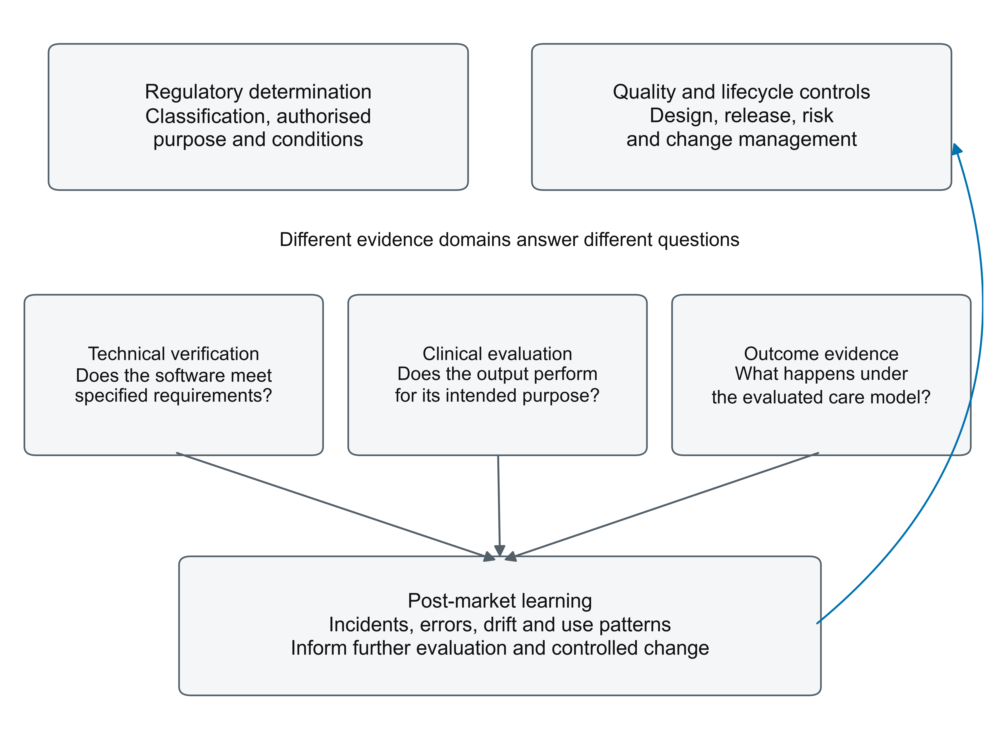 Regulatory determination
Classification, authorised
purpose and conditions
Quality and lifecycle controls
Design, release, risk
and change management
Different evidence domains answer different questions
Technical verification
Does the software meet
specified requirements?
Clinical evaluation
Does the output perform
for its intended purpose?
Outcome evidence
What happens under
the evaluated care model?
Post-market learning
Incidents, errors, drift and use patterns
Inform further evaluation and controlled change